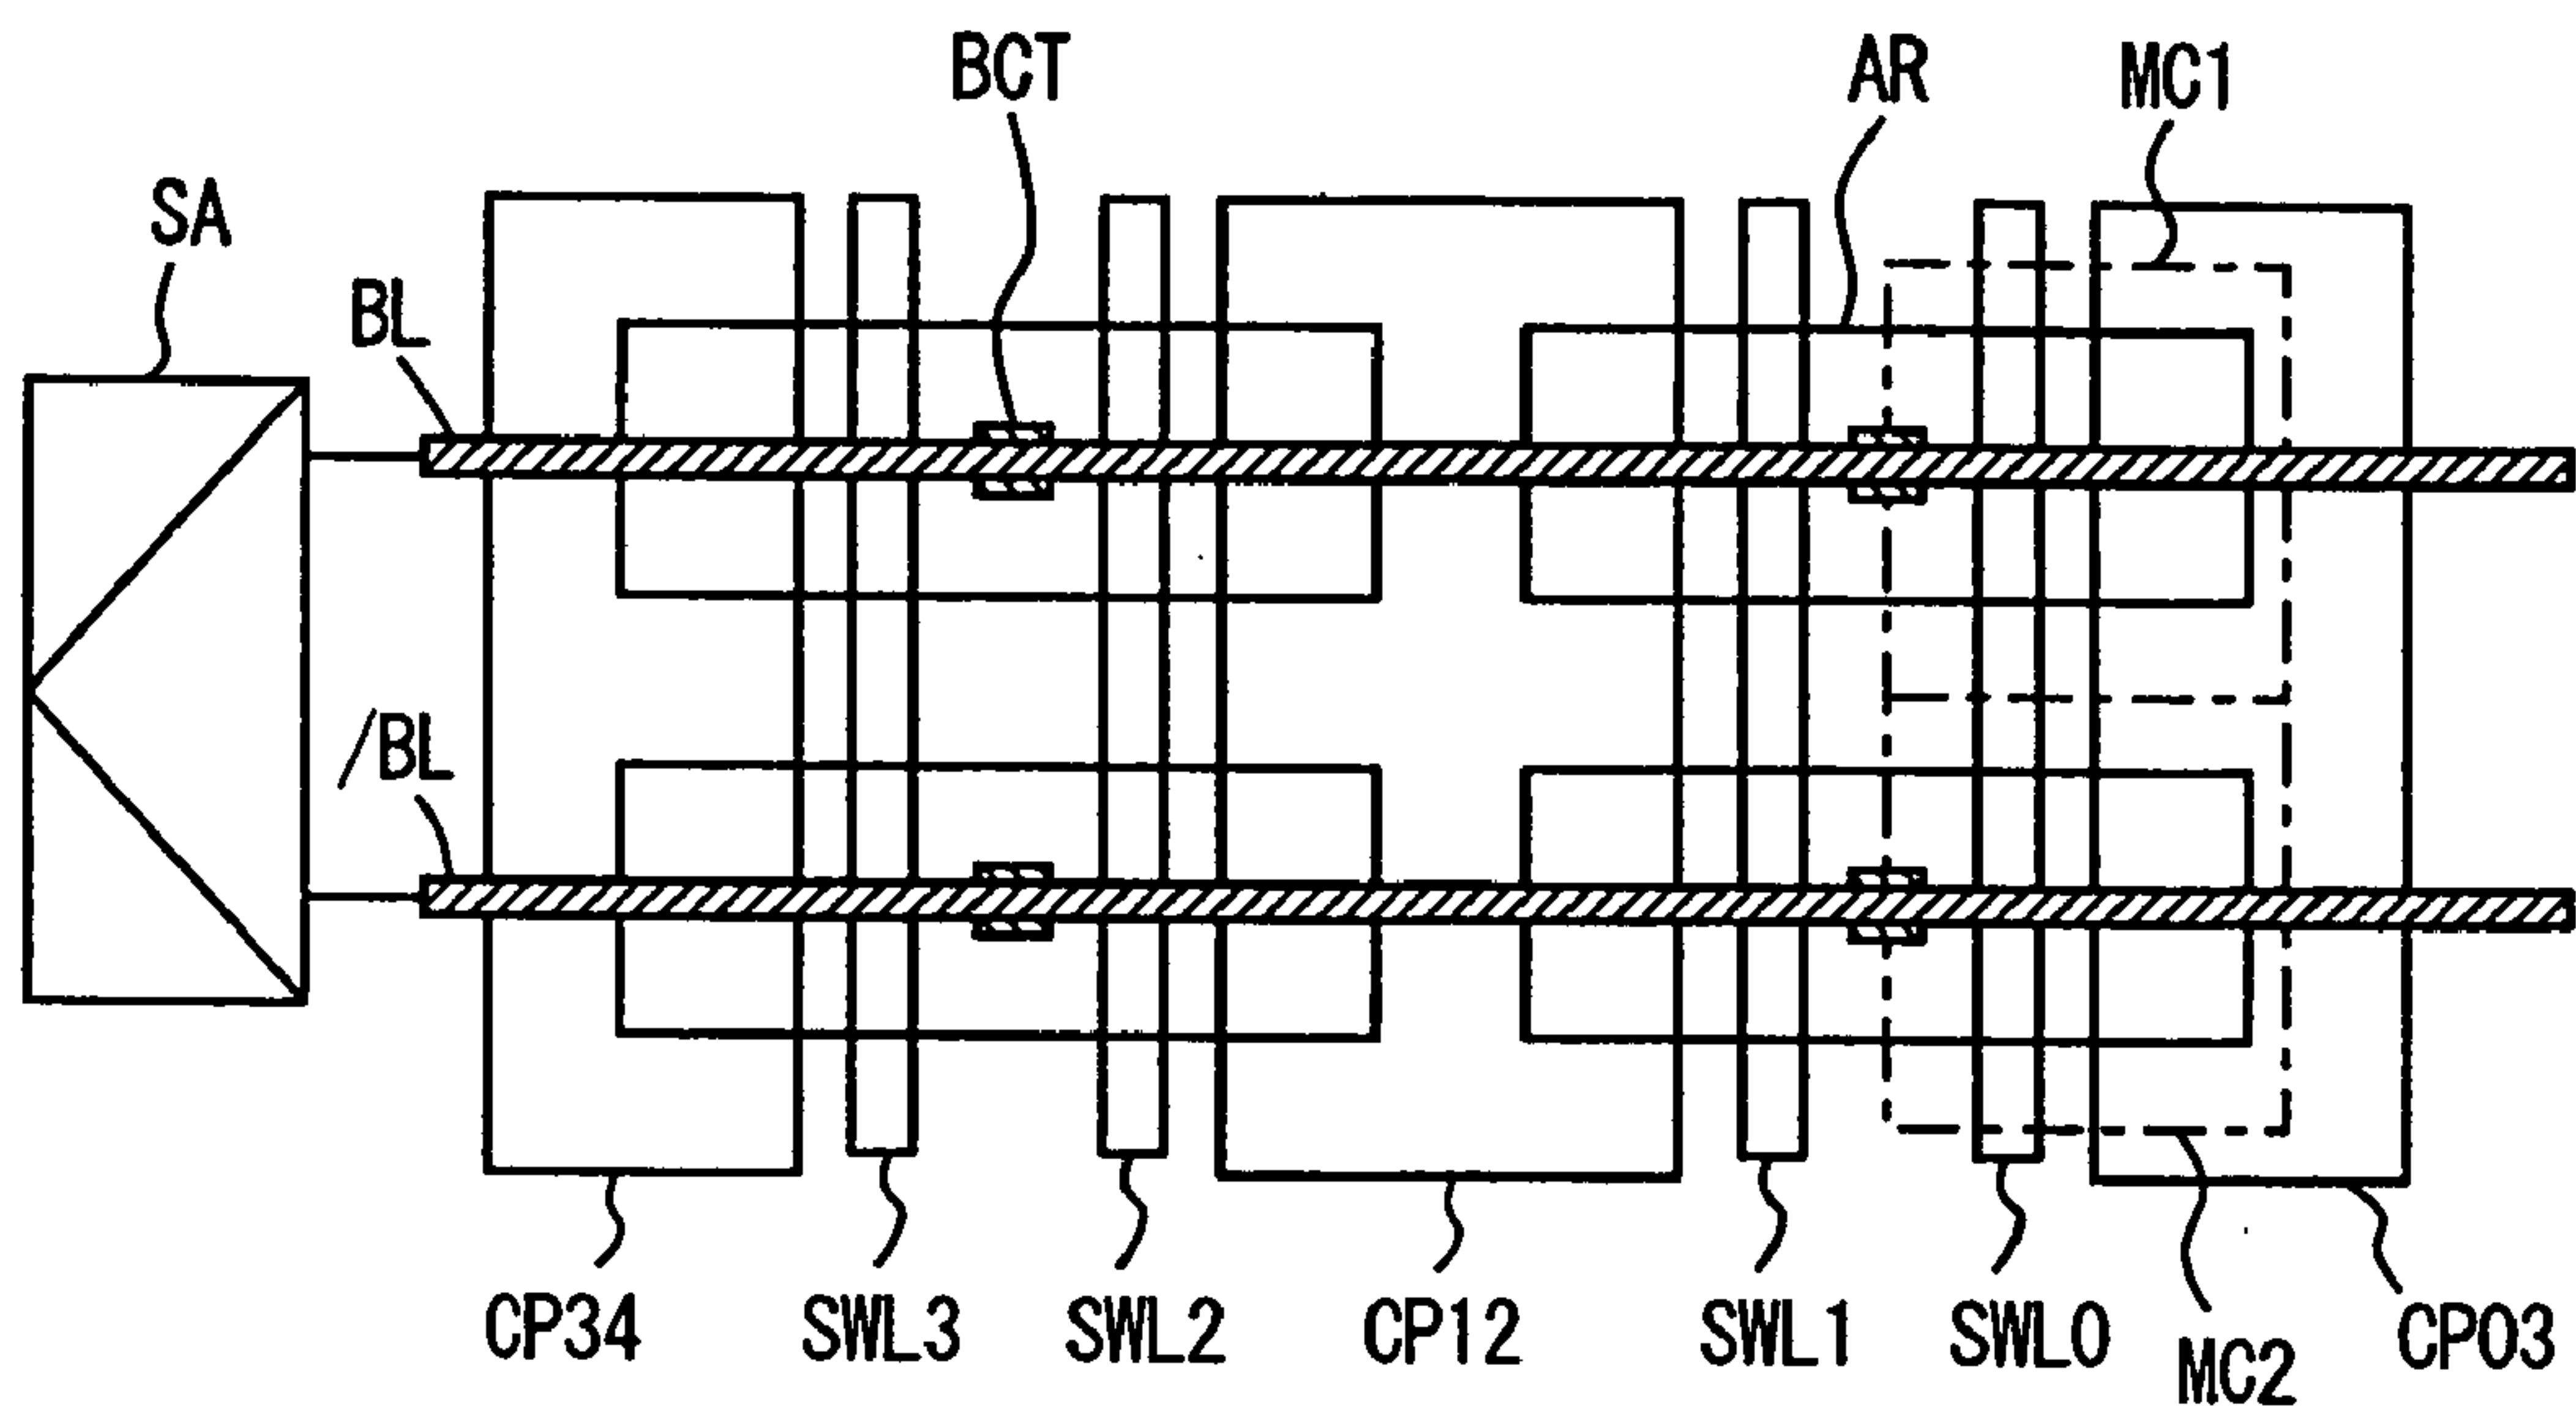 BCT
AR
MC1
SA
BL
/BL
CP34
SWL3
SWL2
CP12
SWL1
SWL0
MC2
CP03